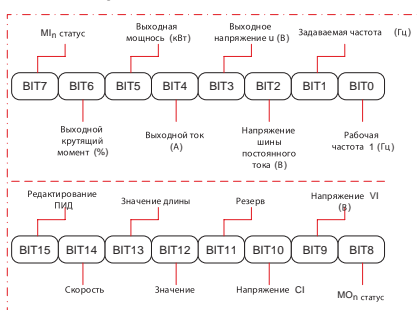 MIn статус
Выходная
мощнось (кВт)
Выходное
напряжение u (В)
Задаваемая частота (Гц)
BIT7 BIT6 BIT5 BIT4 BIT3 BIT2 BIT1 BIT0
Выходной
крутящий
момент (%)
Выходной ток
(А)
Напряжение
шины
постоянного
тока (В)
Рабочая
частота 1 (Гц)
Редактирование
ПИД
Значение длины
Резерв
Напряжение VI
(В)
BIT15 BIT14 BIT13 BIT12 BIT11 BIT10 BIT9 BIT8
Скорость
Значение
Напряжение CI
MOn статус